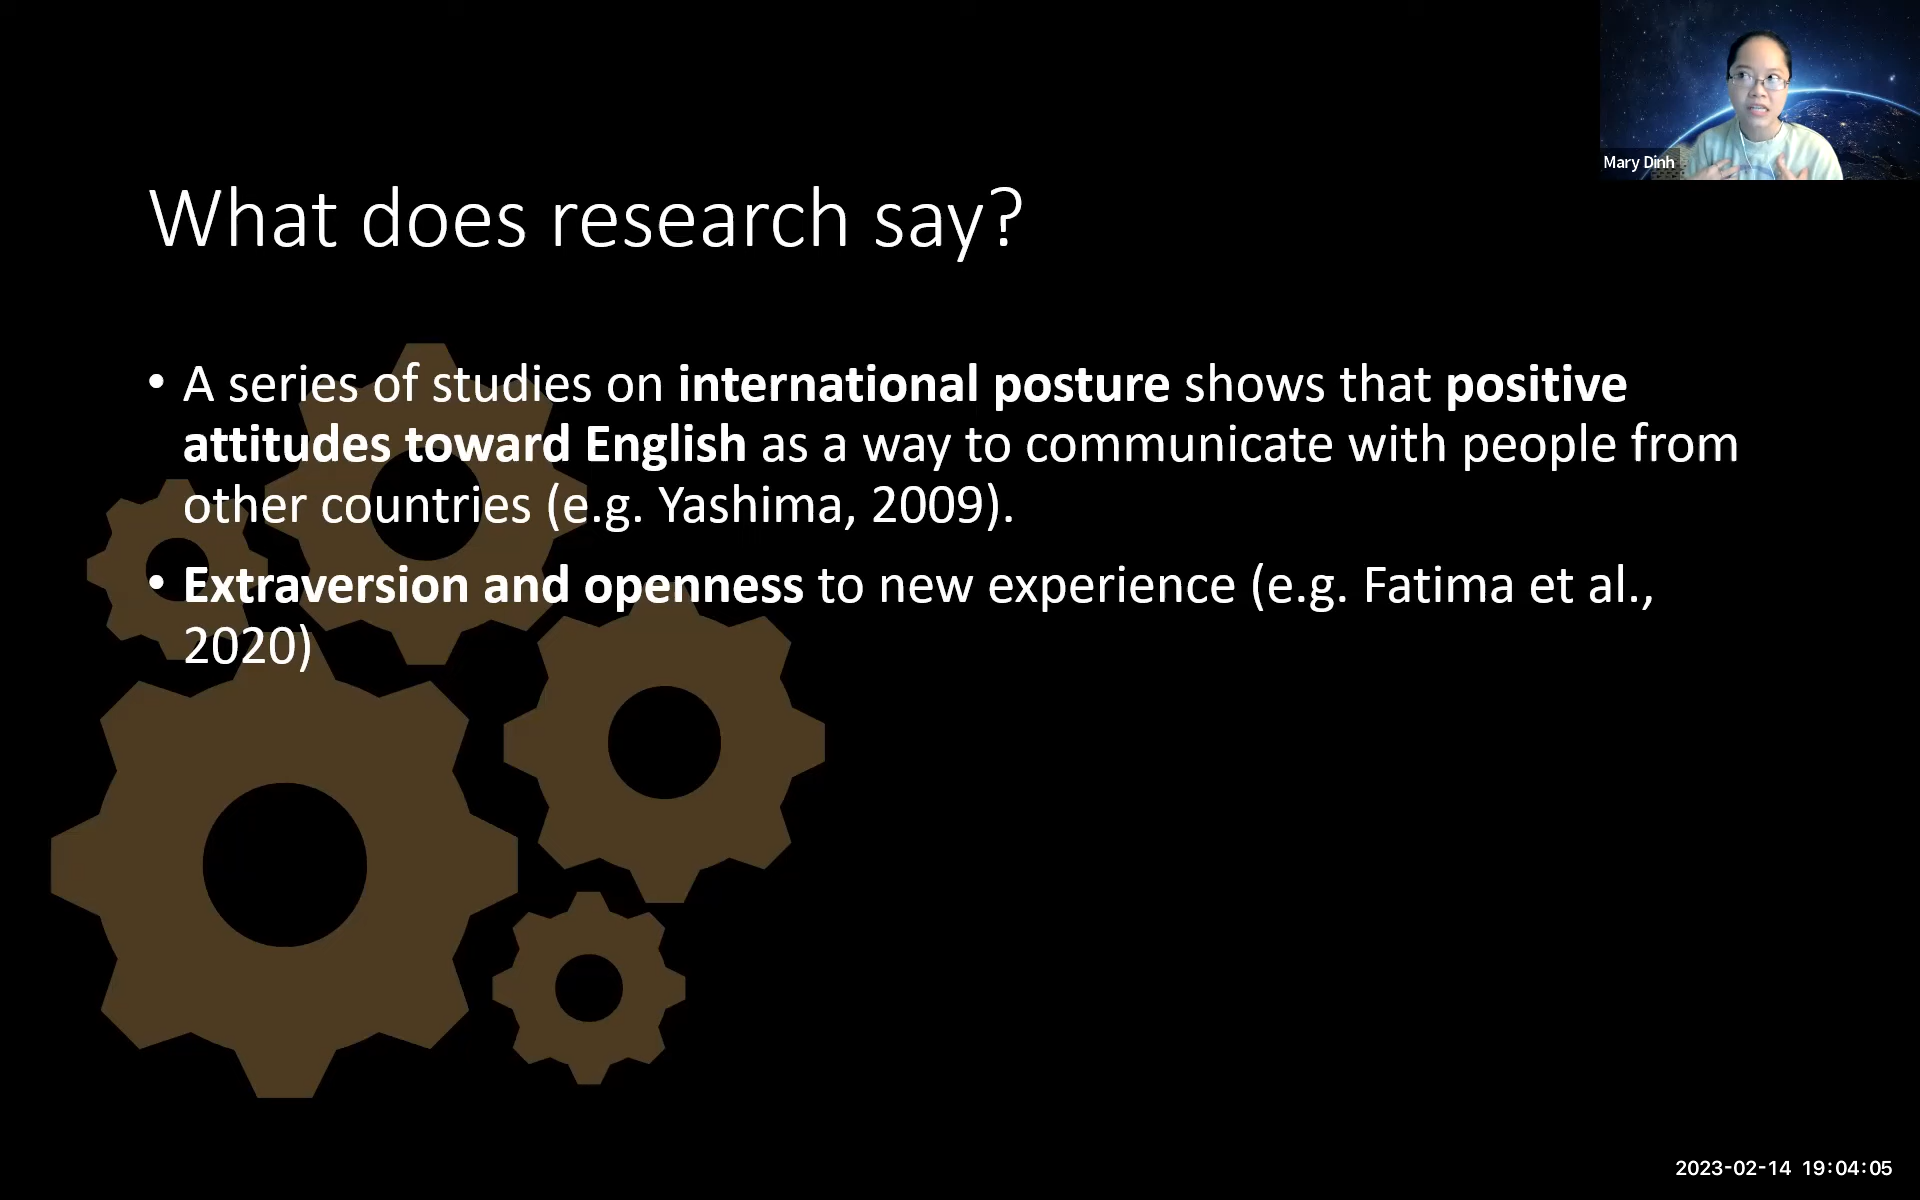 Mary Dinh
What does research say?
• A series of studies on international posture shows that positive
attitudes toward English as a way to communicate with people from
other countries (e.g. Yashima, 2009).
• Extraversion and openness to new experience (e.g. Fatima et al.,
2020)
2023-02-14 19:04:05